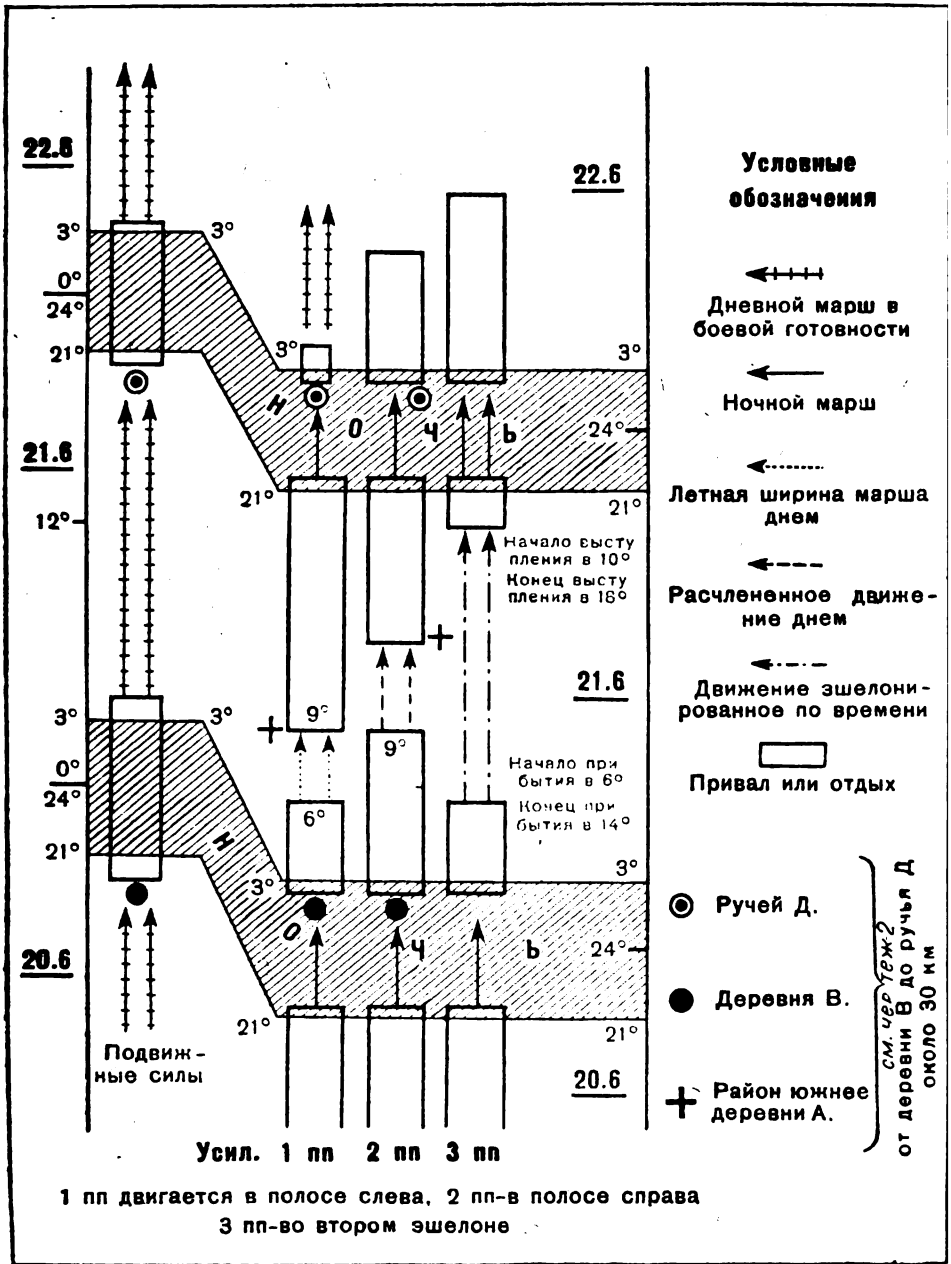 22.6
3°
3°
0°
24°
21°
21.6
12°
3°
3°
0°
24°
21°
20.6
Подвиж-
ные силы
22.6
3°
3°
Н
О
Ч
Ь
24°
21°
21°
Начало высту
пления в 10°
Конец высту
пления в 18°
21.6
9°
9°
6°
Начало при
бытия в 6°
Конец при
бытия в 14°
Н
О
Ч
Ь
3°
3°
24°
21°
21°
20.6
Усил. 1 пп 2 пп 3 пп
1 пп двигается в полосе слева, 2 пп-в полосе справа
3 пп-во втором эшелоне
Условные
обозначения
Дневной марш в
боевой готовности
Ночной марш
Летная ширина марша
днем
Расчлененное движе-
ние днем
Движение эшелони-
рованное по времени
Привал или отдых
Ручей Д.
Деревня В.
Район южнее
деревни А.
см. чертеж 2
от деревни В до ручья Д
около 30 км